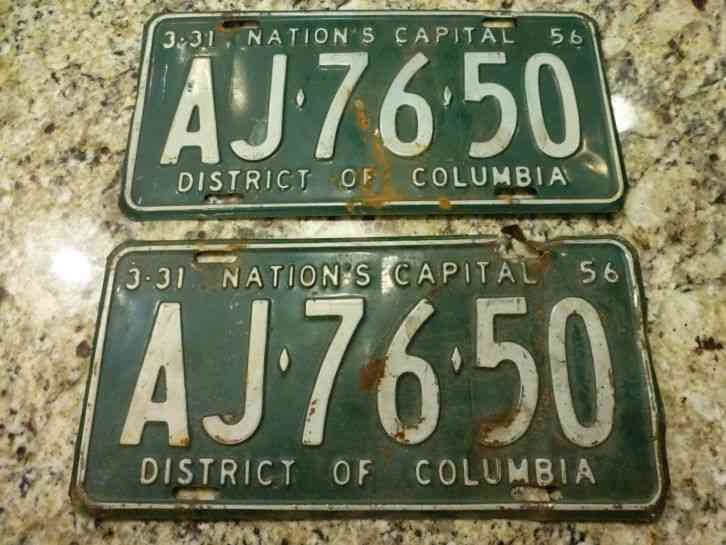 3-31 NATION'S CAPITAL 56
AJ·76·50
DISTRICT OF COLUMBIA
3-31 NATION'S CAPITAL 56
AJ·76·50
DISTRICT OF COLUMBIA